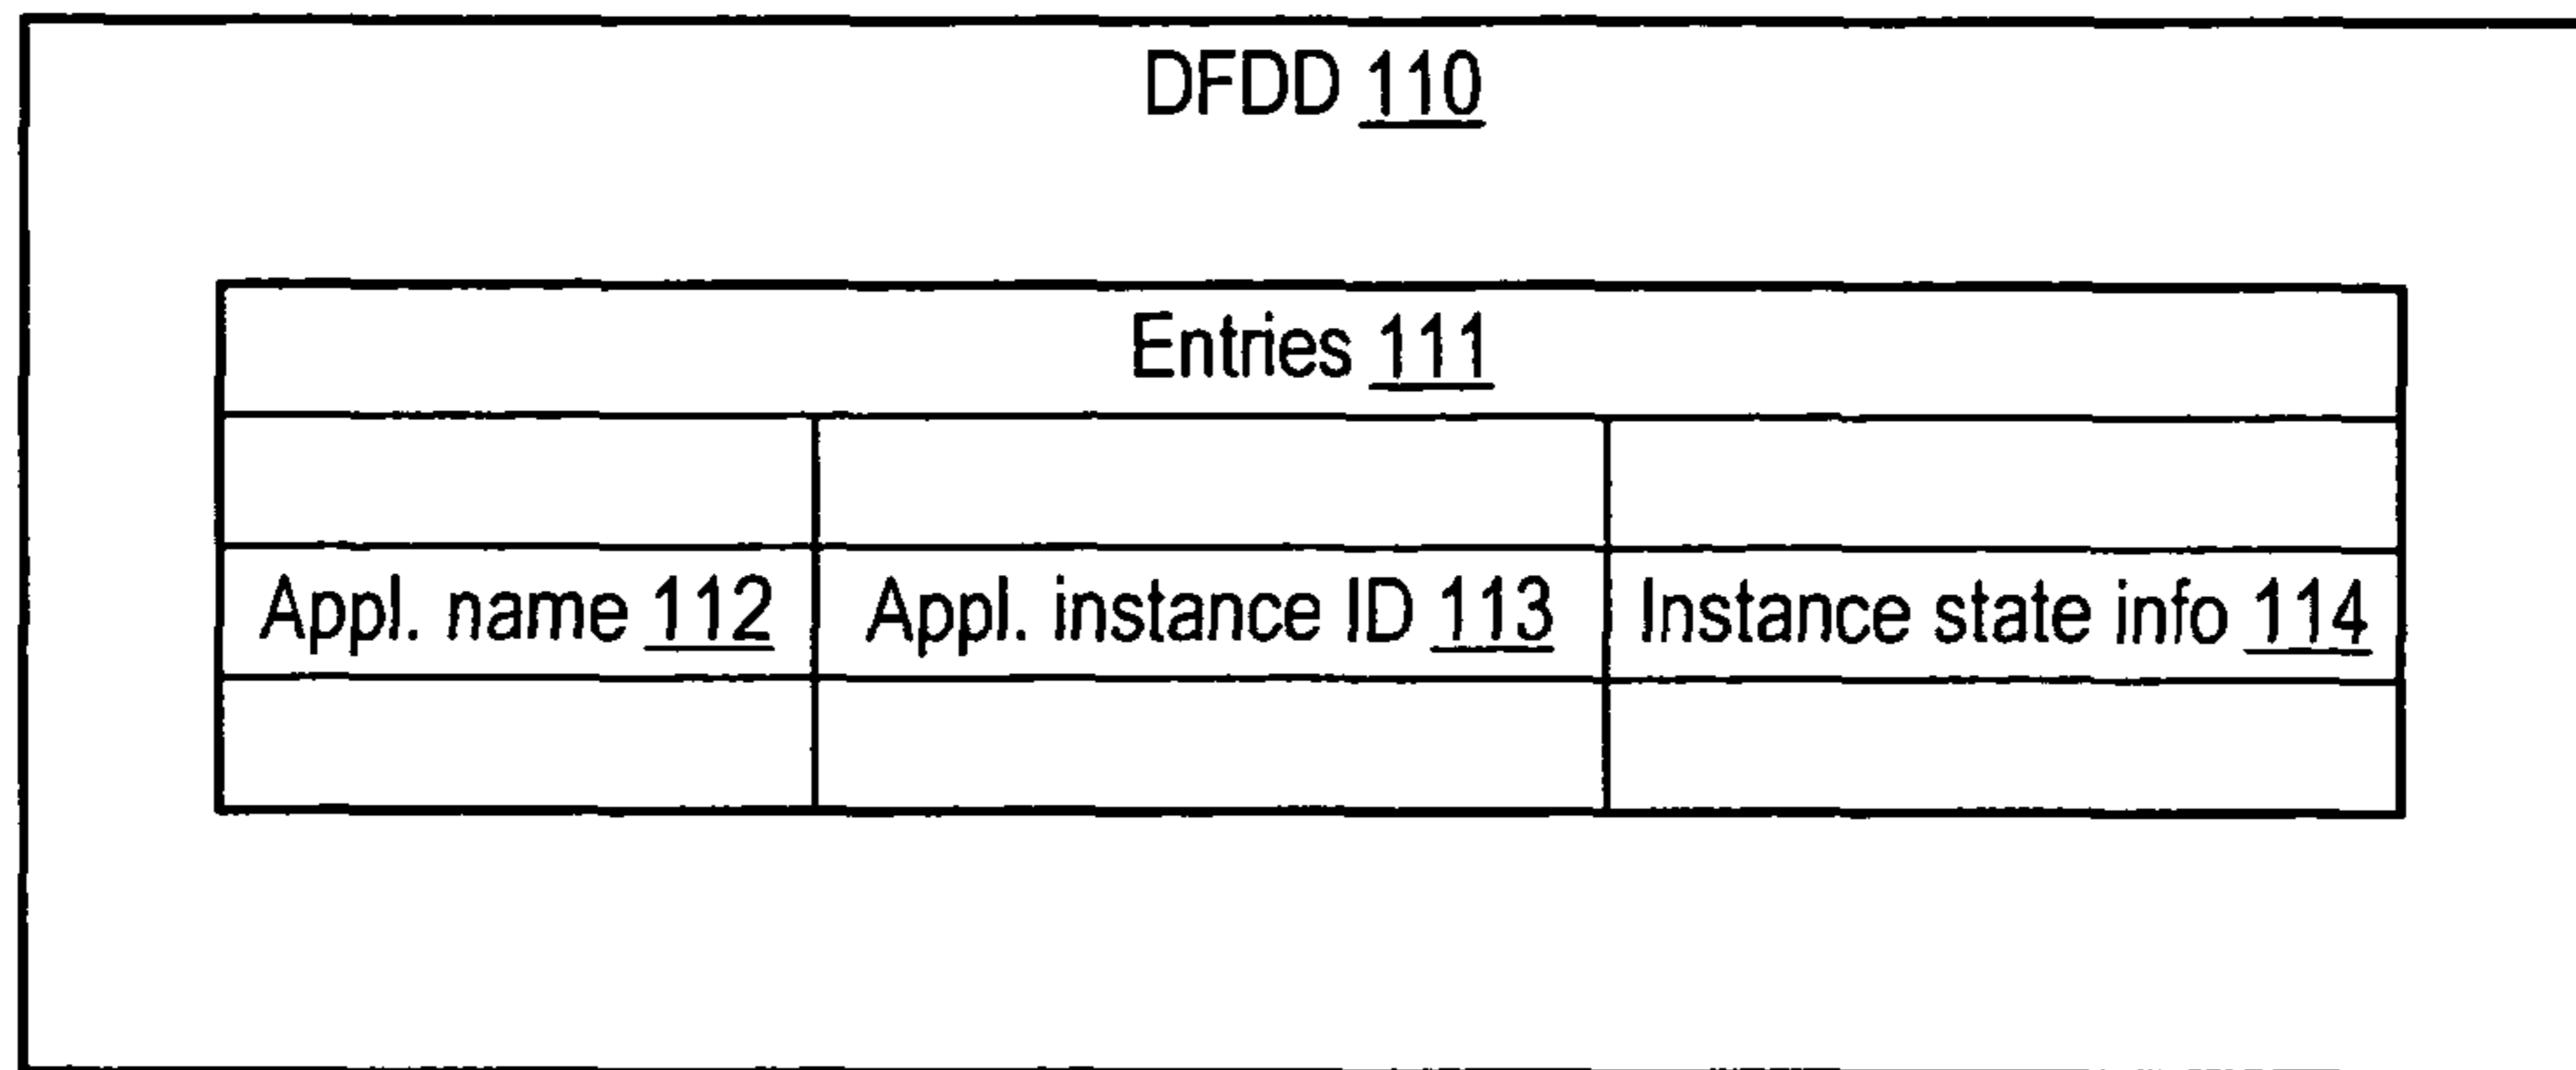 DFDD 110
Entries 111
Appl. name 112 Appl. instance ID 113 Instance state info 114